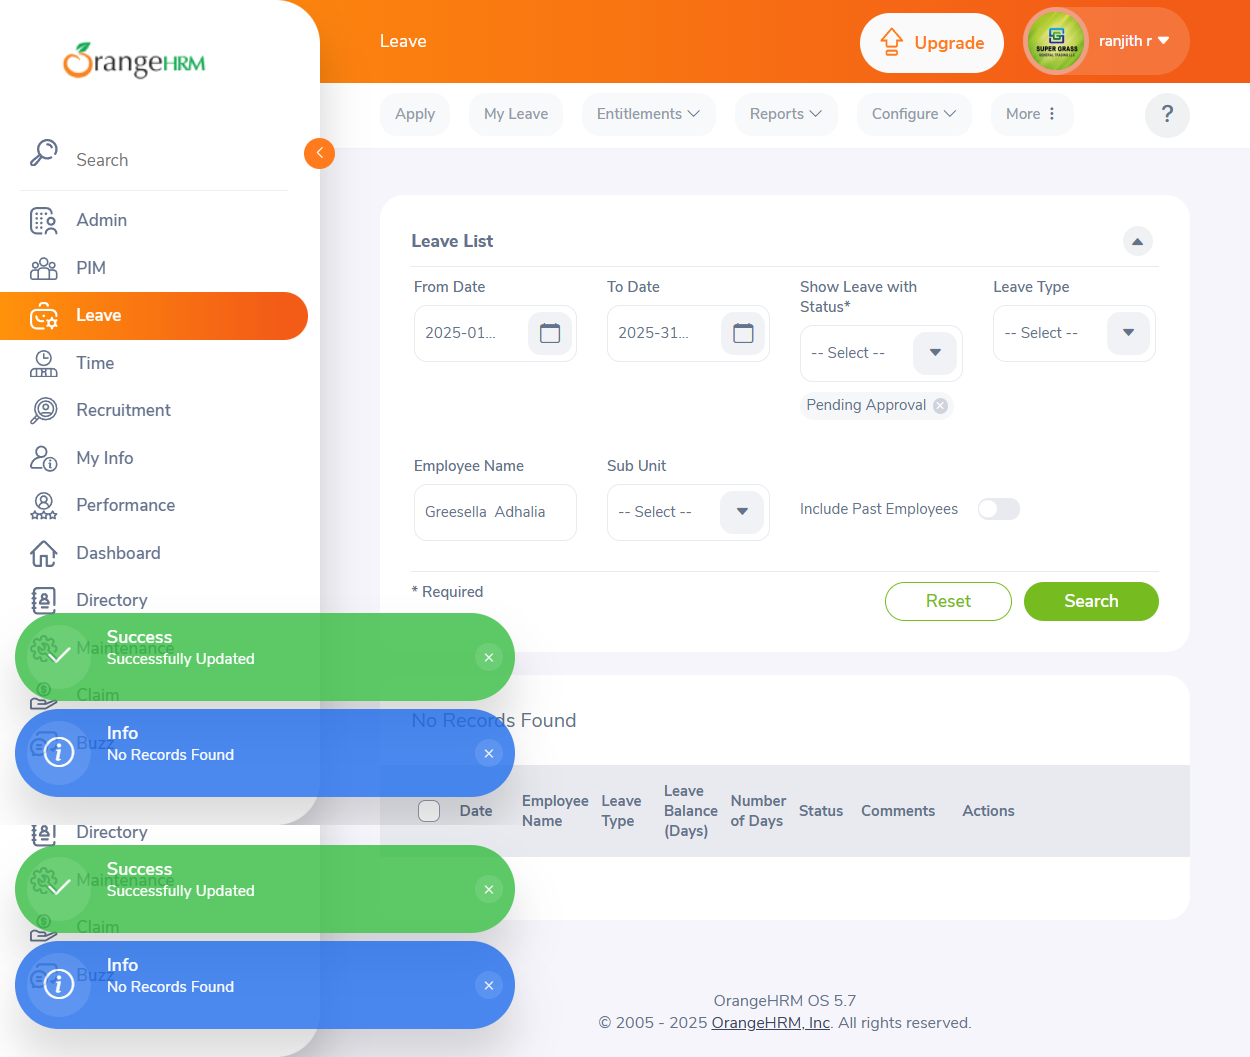 OrangeHRM
Search
Admin
PIM
Leave
Time
Recruitment
My Info
Performance
Dashboard
Directory
Maintenance
Claim
Buzz
Success
Successfully Updated
Info
No Records Found
Directory
Maintenance
Claim
Buzz
Success
Successfully Updated
Info
No Records Found
Leave
Upgrade
SUPER GRASS
ranjith r
Apply
My Leave
Entitlements
Reports
Configure
More
?
Leave List
From Date
To Date
Show Leave with
Status*
Leave Type
2025-01...
2025-31...
-- Select --
-- Select --
Pending Approval
Employee Name
Sub Unit
Greesella  Adhalia
-- Select --
Include Past Employees
* Required
Reset
Search
No Records Found
Date
Employee
Name
Leave
Type
Leave
Balance
(Days)
Number
of Days
Status
Comments
Actions
OrangeHRM OS 5.7
© 2005 - 2025 OrangeHRM, Inc. All rights reserved.